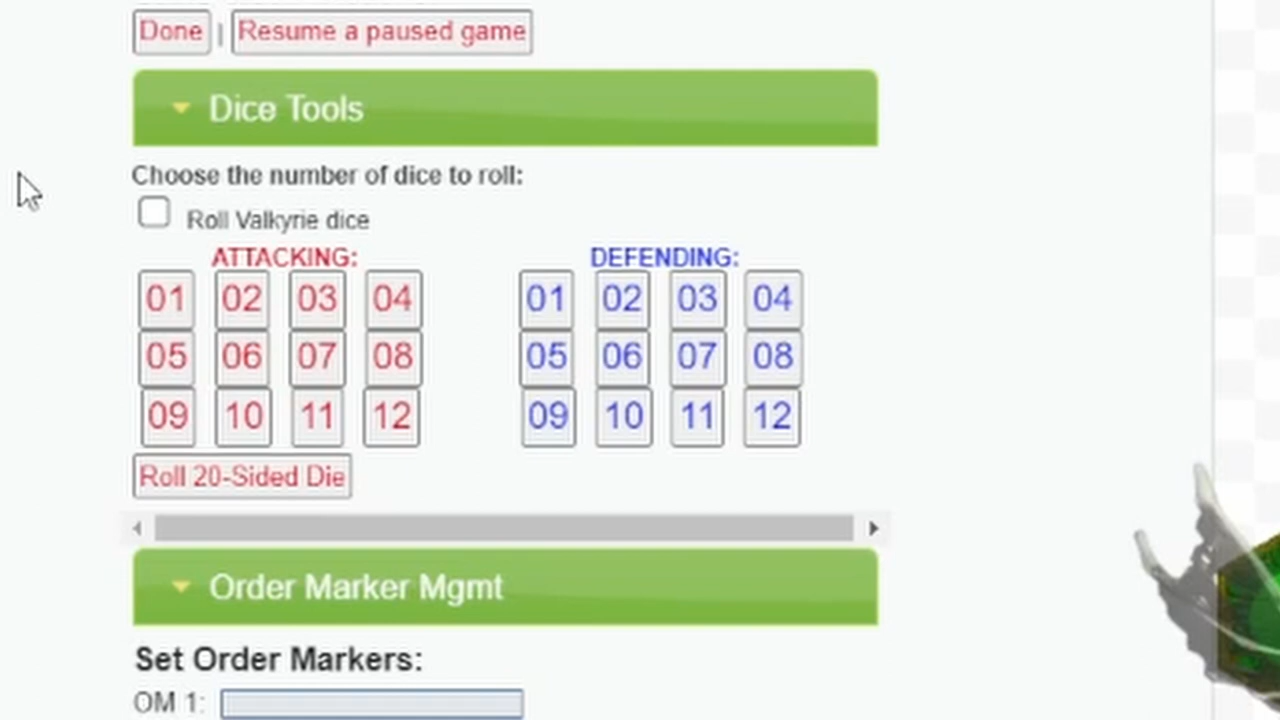 Done | Resume a paused game
Dice Tools
Choose the number of dice to roll:
Roll Valkyrie dice
ATTACKING: DEFENDING:
01 02 03 04 01 02 03 04
05 06 07 08 05 06 07 08
09 10 11 12 09 10 11 12
Roll 20-Sided Die
Order Marker Mgmt
Set Order Markers:
OM 1: